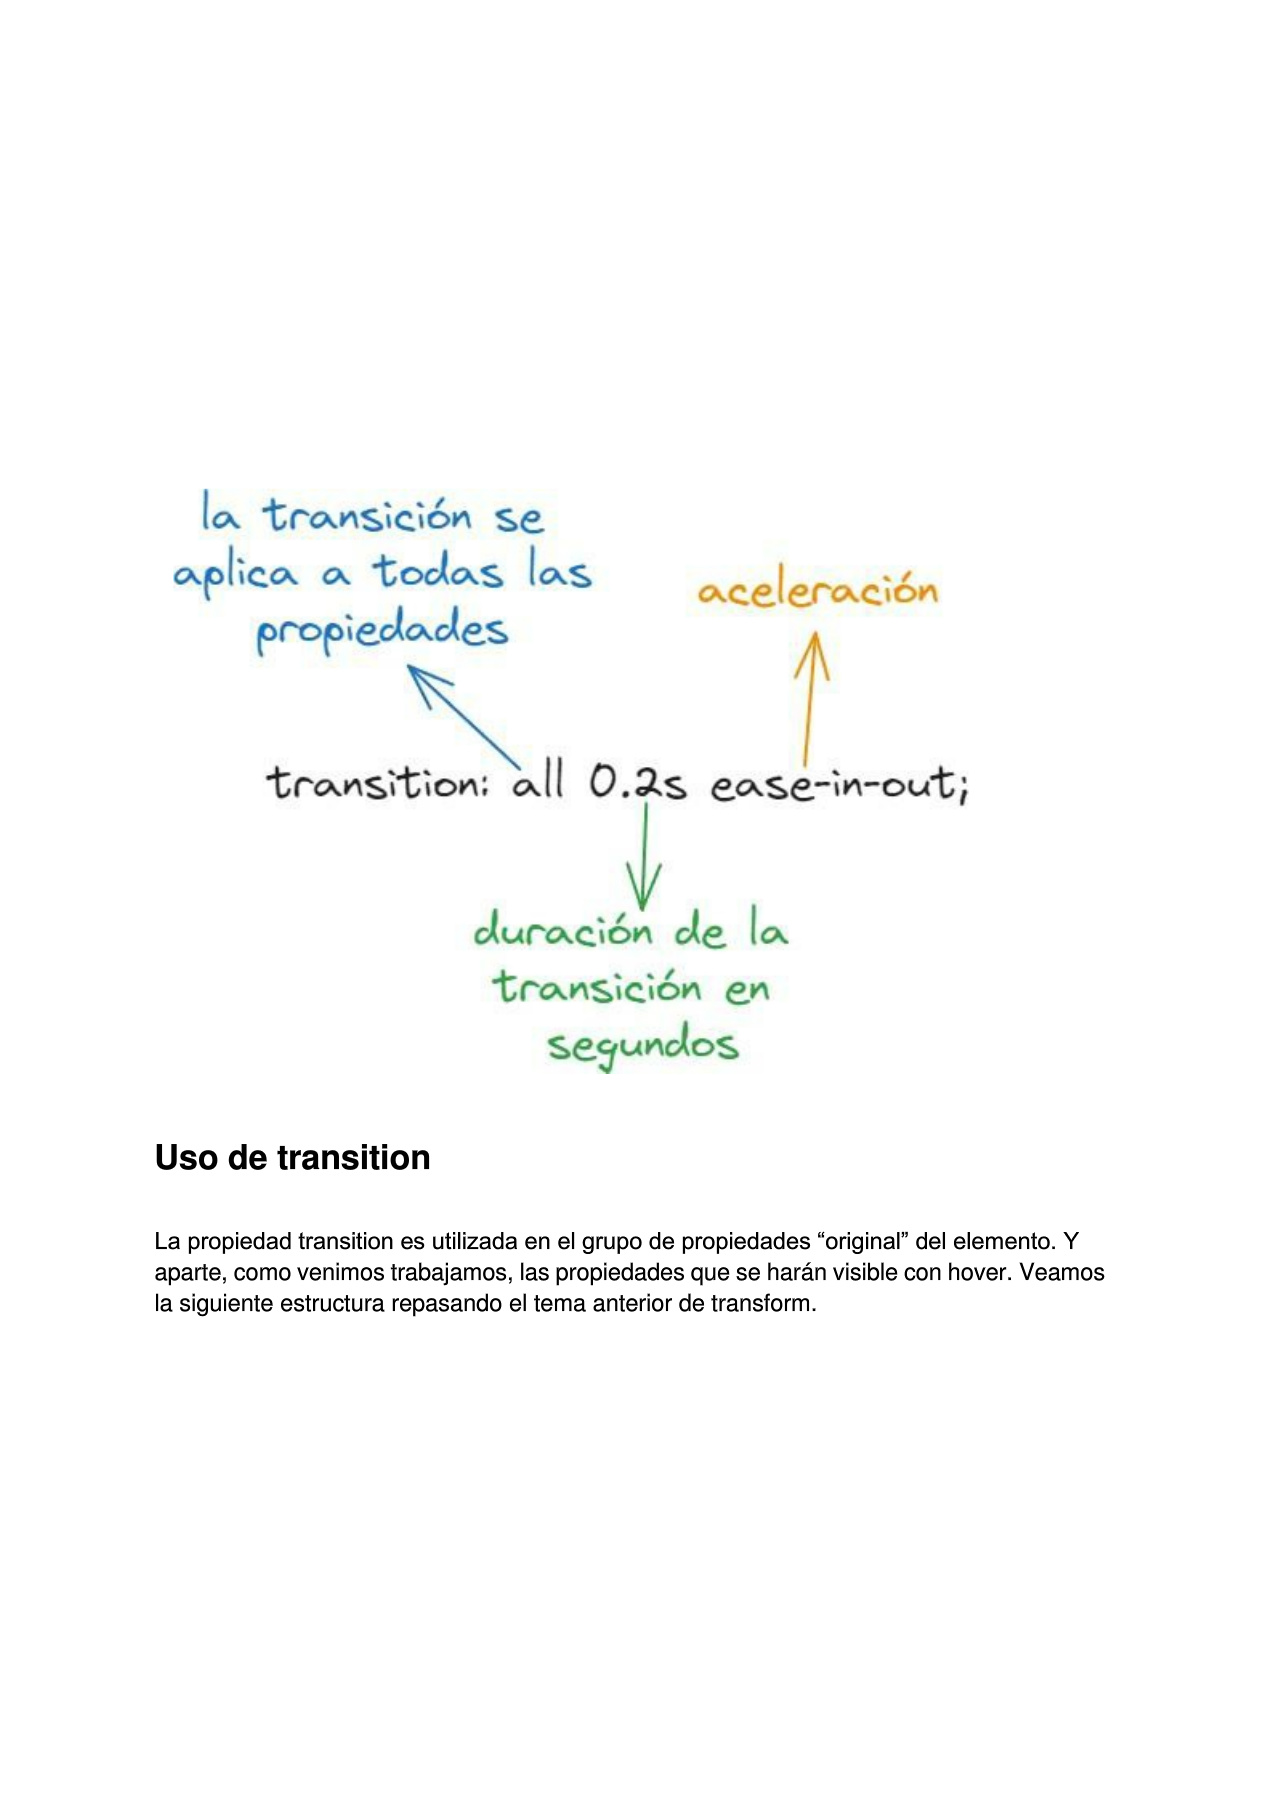 la transición se
aplica a todas las
propiedades
aceleración
transition: all 0.2s ease-in-out;
duración de la
transición en
segundos
Uso de transition
La propiedad transition es utilizada en el grupo de propiedades “original” del elemento. Y
aparte, como venimos trabajamos, las propiedades que se harán visible con hover. Veamos
la siguiente estructura repasando el tema anterior de transform.